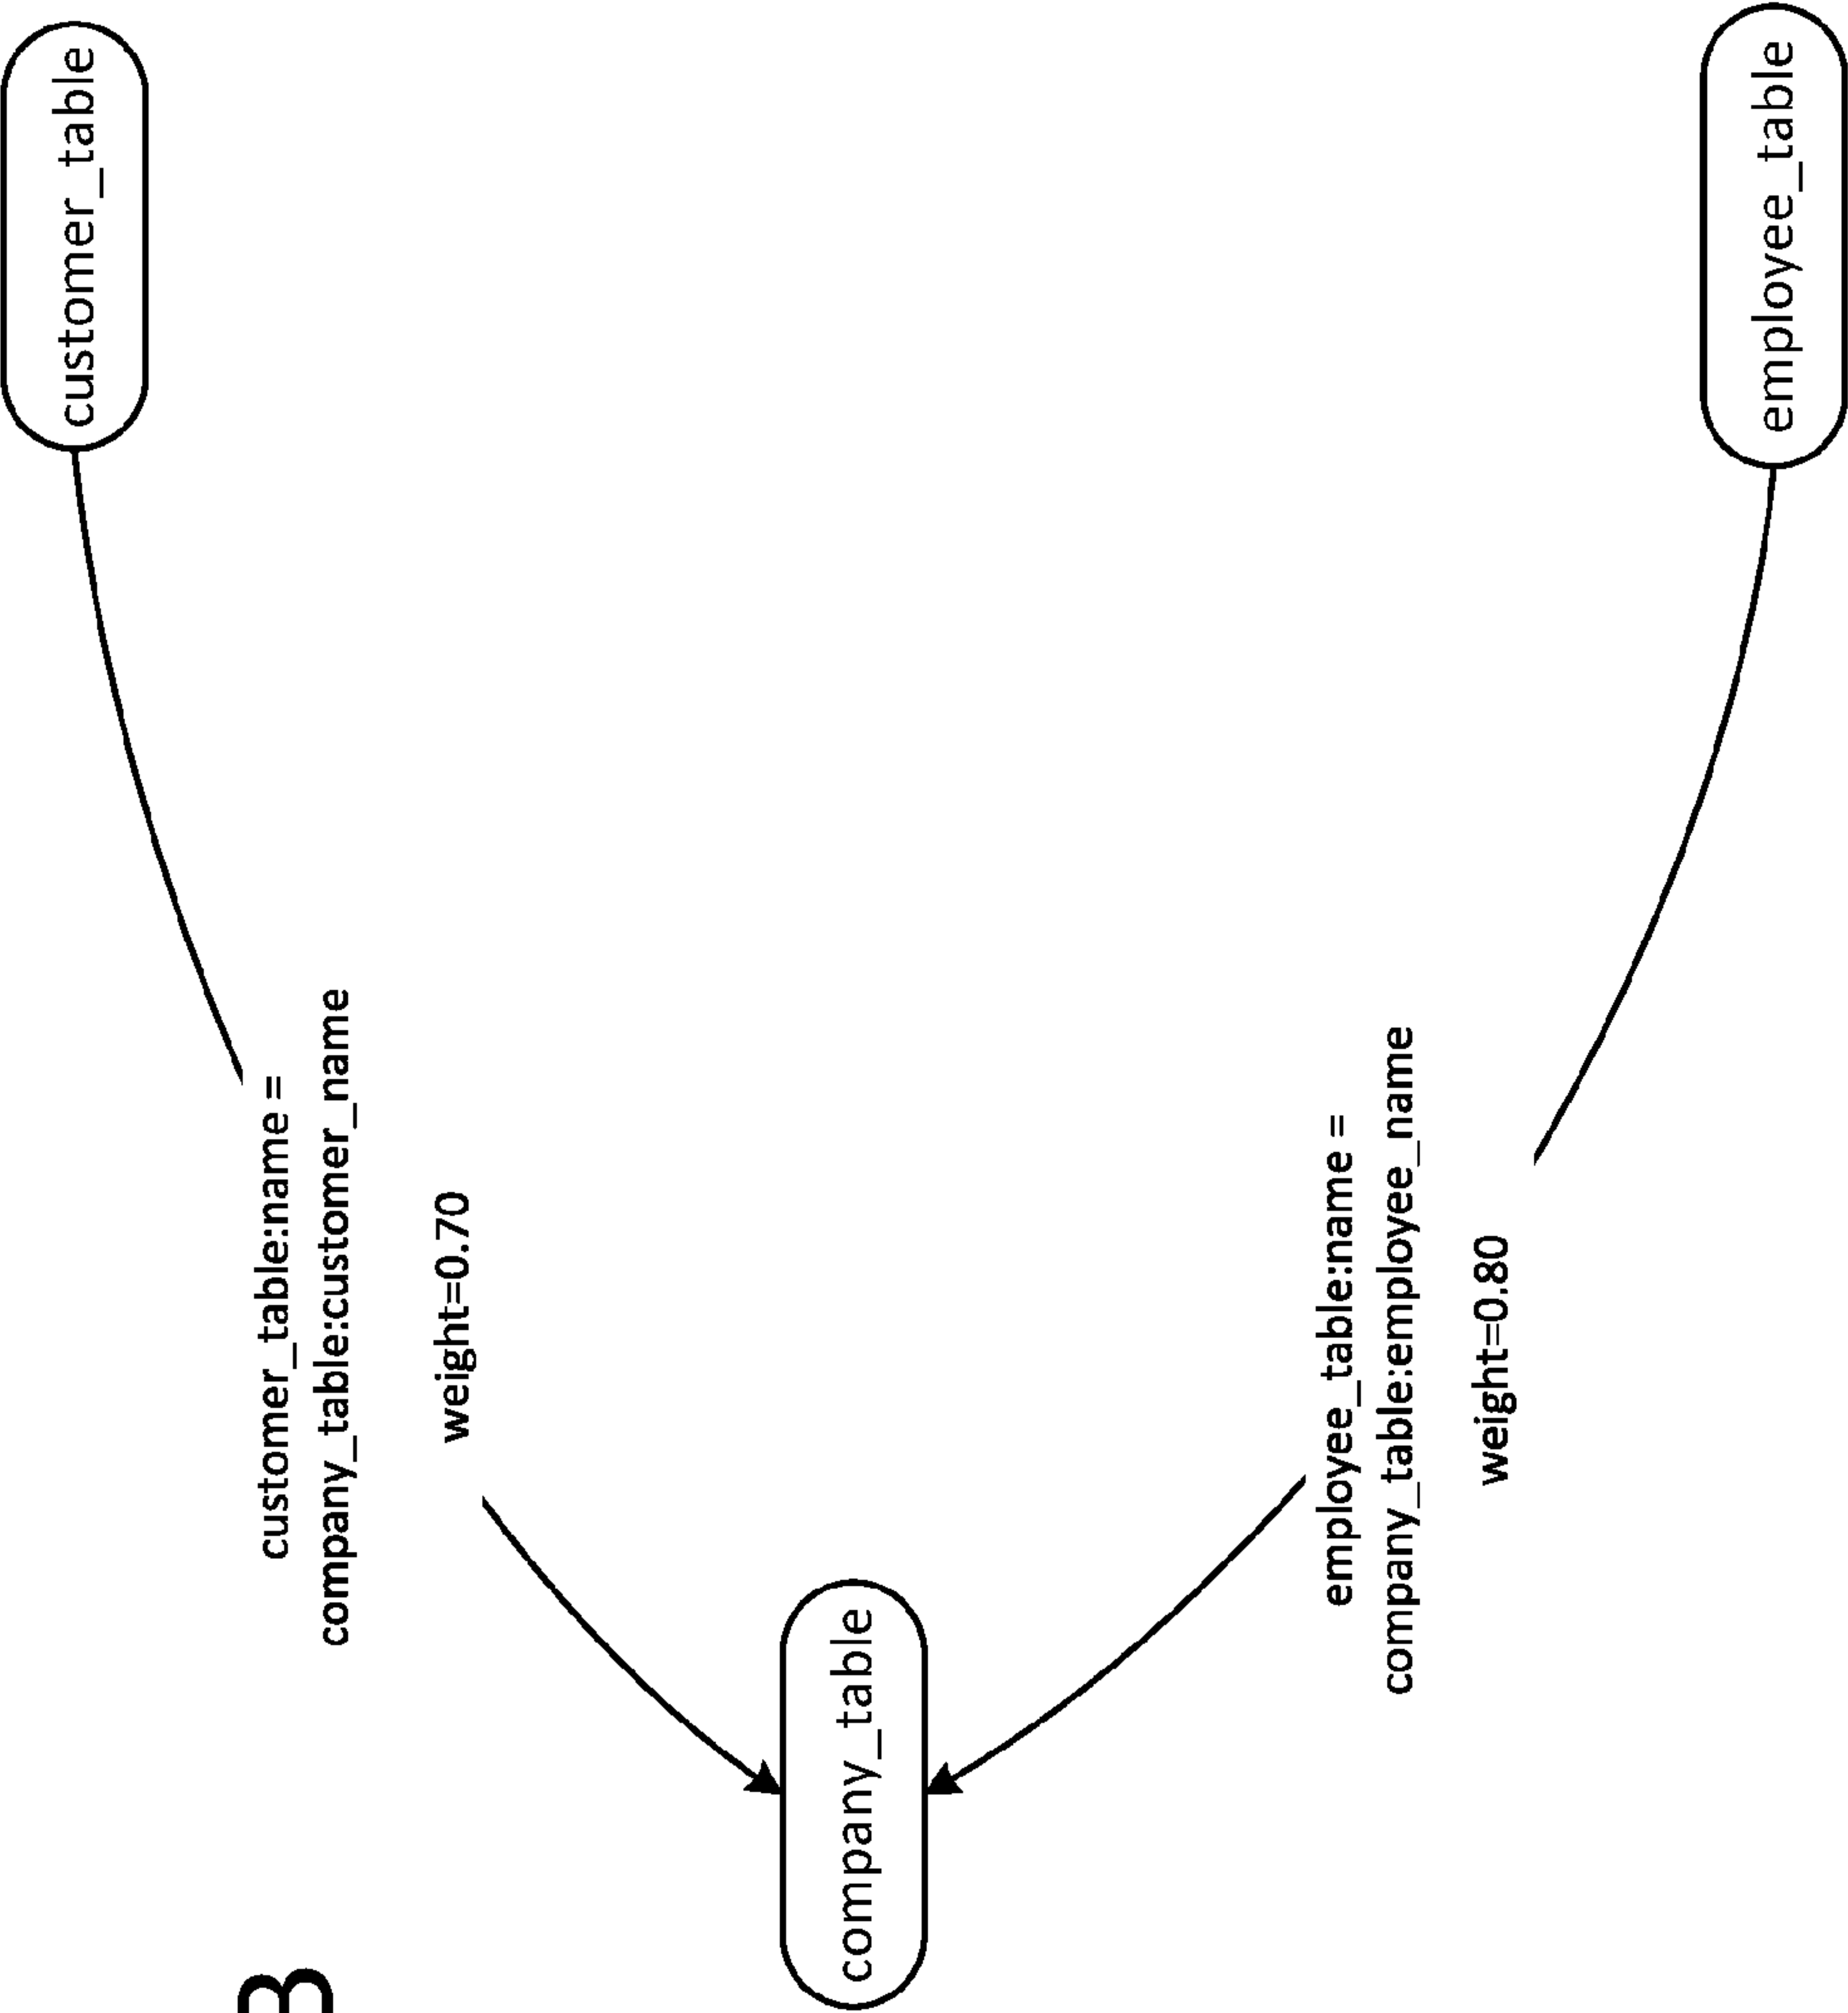 customer_table
customer_table:name =
company_table:customer_name
weight=0.70
company_table
employee_table:name =
company_table:employee_name
weight=0.80
employee_table